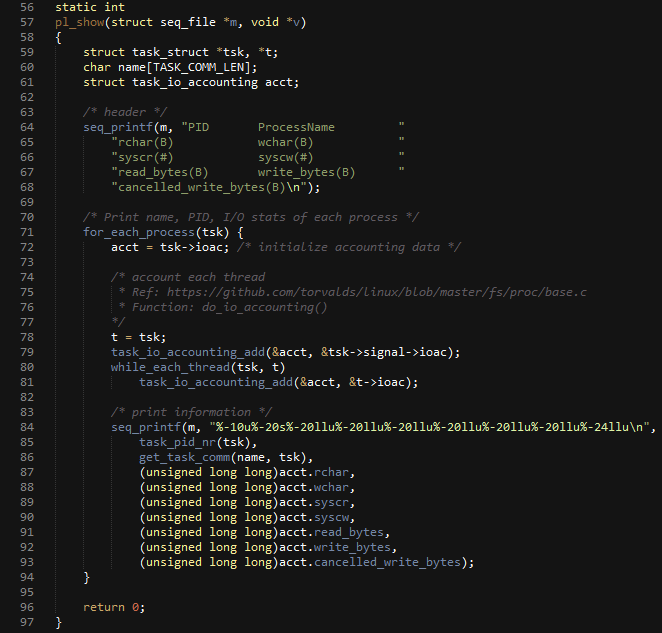 56 static int
57 pl_show(struct seq_file *m, void *v)
58 {
59     struct task_struct *tsk, *t;
60     char name[TASK_COMM_LEN];
61     struct task_io_accounting acct;
62
63     /* header */
64     seq_printf(m, "PID       ProcessName         "
65         "rchar(B)            wchar(B)            "
66         "syscr(#)            syscw(#)            "
67         "read_bytes(B)       write_bytes(B)      "
68         "cancelled_write_bytes(B)\n");
69
70     /* Print name, PID, I/O stats of each process */
71     for_each_process(tsk) {
72         acct = tsk->ioac; /* initialize accounting data */
73
74         /* account each thread
75          * Ref: https://github.com/torvalds/linux/blob/master/fs/proc/base.c
76          * Function: do_io_accounting()
77         */
78         t = tsk;
79         task_io_accounting_add(&acct, &tsk->signal->ioac);
80         while_each_thread(tsk, t)
81             task_io_accounting_add(&acct, &t->ioac);
82
83         /* print information */
84         seq_printf(m, "%-10u%-20s%-20llu%-20llu%-20llu%-20llu%-20llu%-20llu%-24llu\n",
85             task_pid_nr(tsk),
86             get_task_comm(name, tsk),
87             (unsigned long long)acct.rchar,
88             (unsigned long long)acct.wchar,
89             (unsigned long long)acct.syscr,
90             (unsigned long long)acct.syscw,
91             (unsigned long long)acct.read_bytes,
92             (unsigned long long)acct.write_bytes,
93             (unsigned long long)acct.cancelled_write_bytes);
94     }
95
96     return 0;
97 }